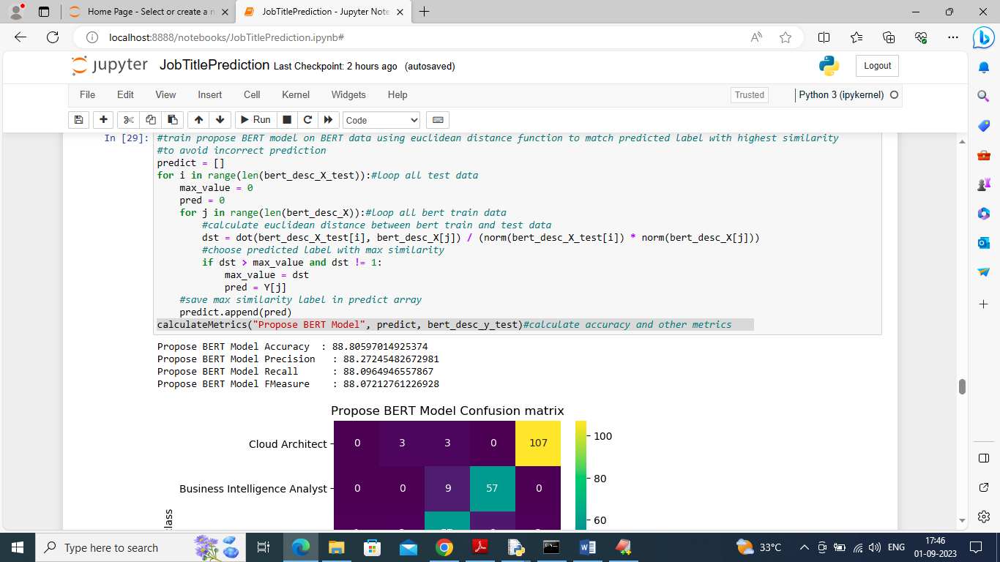 Home Page - Select or create a n
JobTitlePrediction - Jupyter Note
localhost:8888/notebooks/JobTitlePrediction.ipynb#
jupyter JobTitlePrediction Last Checkpoint: 2 hours ago (autosaved)
Logout
File Edit View Insert Cell Kernel Widgets Help
Trusted
Python 3 (ipykernel)
Run
Code
In [29]:
#train propose BERT model on BERT data using euclidean distance function to match predicted label with highest similarity
#to avoid incorrect prediction
predict = []
for i in range(len(bert_desc_X_test)):#loop all test data
    max_value = 0
    pred = 0
    for j in range(len(bert_desc_X)):#loop all bert train data
        #calculate euclidean distance between bert train and test data
        dst = dot(bert_desc_X_test[i], bert_desc_X[j]) / (norm(bert_desc_X_test[i]) * norm(bert_desc_X[j]))
        #choose predicted label with max similarity
        if dst > max_value and dst != 1:
            max_value = dst
            pred = Y[j]
    #save max similarity label in predict array
    predict.append(pred)
calculateMetrics("Propose BERT Model", predict, bert_desc_y_test)#calculate accuracy and other metrics
Propose BERT Model Accuracy  : 88.80597014925374
Propose BERT Model Precision   : 88.27245482672981
Propose BERT Model Recall      : 88.0964946557867
Propose BERT Model FMeasure    : 88.07212761226928
Propose BERT Model Confusion matrix
Cloud Architect 0 3 3 0 107
100
Business Intelligence Analyst 0 0 9 57 0
80
60
Type here to search
33°C
ENG
17:46
01-09-2023